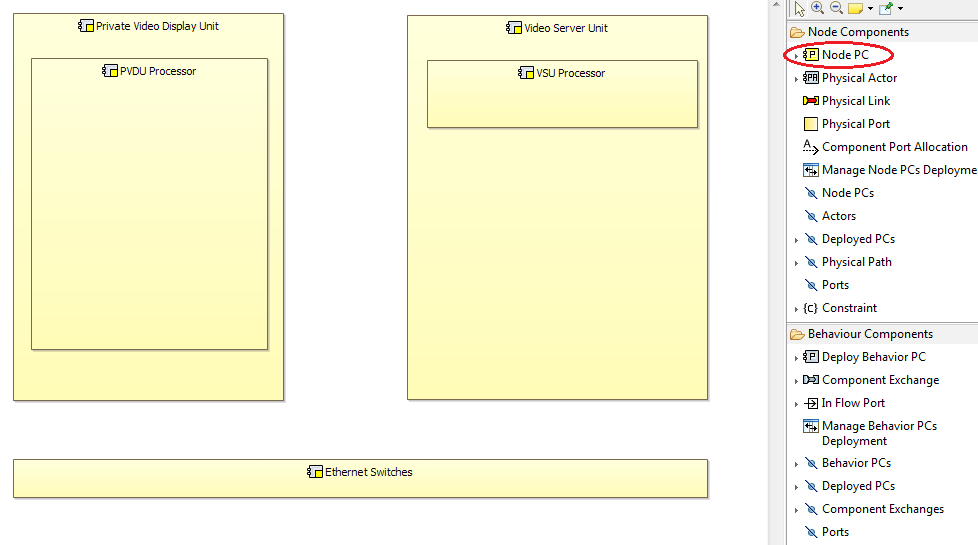 Private Video Display Unit
PVDU Processor
Video Server Unit
VSU Processor
Ethernet Switches
Node Components
P Node PC
PA Physical Actor
Physical Link
Physical Port
A Component Port Allocation
Manage Node PCs Deployme
Node PCs
Actors
Deployed PCs
Physical Path
Ports
{c} Constraint
Behaviour Components
P Deploy Behavior PC
Component Exchange
In Flow Port
Manage Behavior PCs
Deployment
Behavior PCs
Deployed PCs
Component Exchanges
Ports